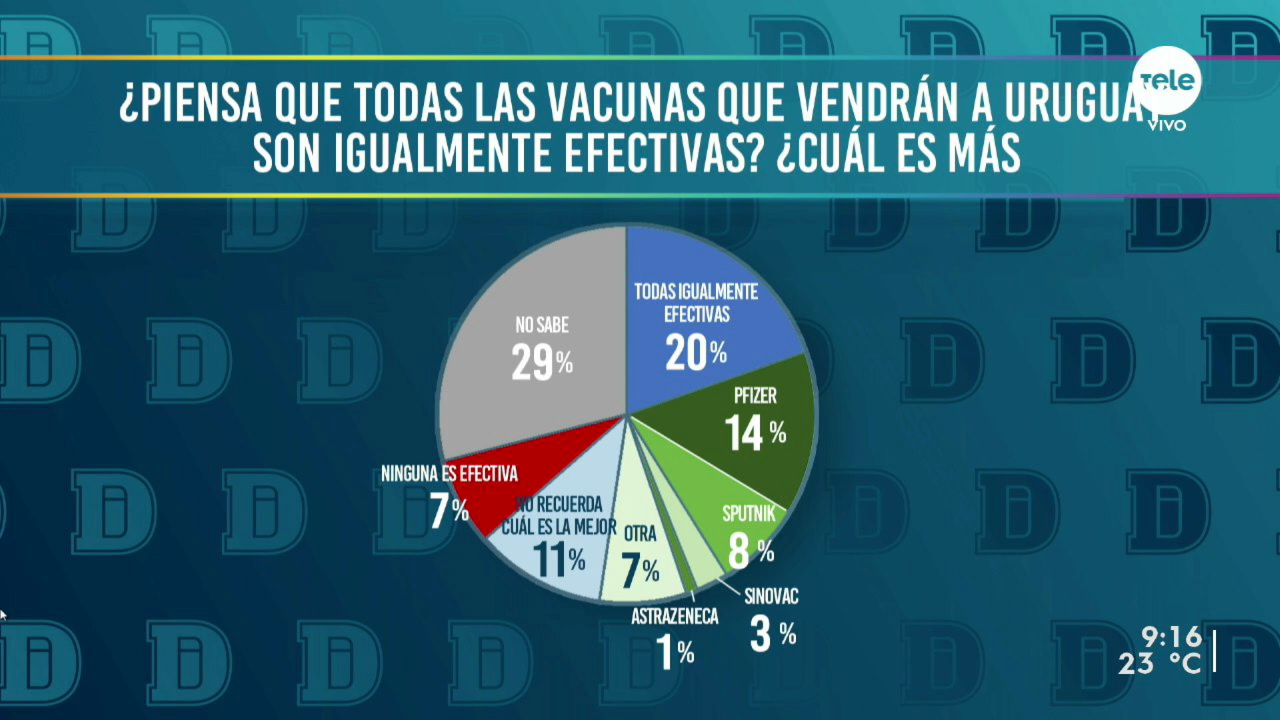 ¿PIENSA QUE TODAS LAS VACUNAS QUE VENDRÁN A URUGUAY
SON IGUALMENTE EFECTIVAS? ¿CUÁL ES MÁS
tele
VIVO
TODAS IGUALMENTE
EFECTIVAS
20%
PFIZER
14 %
SPUTNIK
8 %
SINOVAC
3 %
ASTRAZENECA
1%
OTRA
7%
NO RECUERDA
CUÁL ES LA MEJOR
11%
NINGUNA ES EFECTIVA
7%
NO SABE
29%
9:16
23 °C